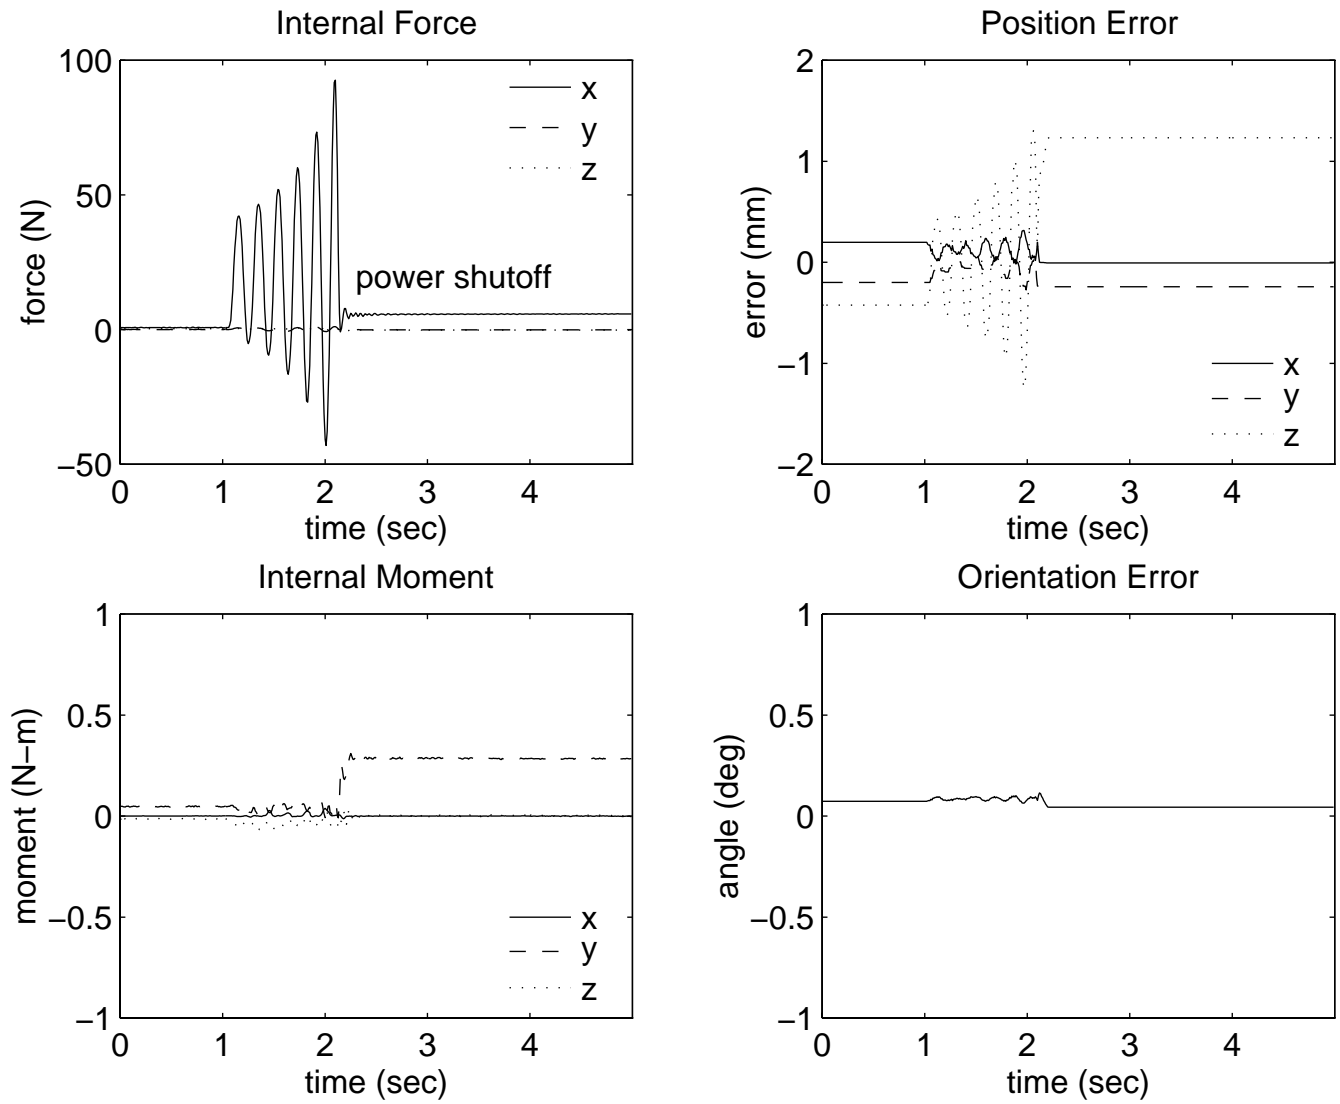 Internal Force
100
50
0
−50
force (N)
x
y
z
power shutoff
0 1 2 3 4
time (sec)
Position Error
2
1
0
−1
−2
error (mm)
x
y
z
0 1 2 3 4
time (sec)
Internal Moment
1
0.5
0
−0.5
−1
moment (N−m)
x
y
z
0 1 2 3 4
time (sec)
Orientation Error
1
0.5
0
−0.5
−1
angle (deg)
0 1 2 3 4
time (sec)